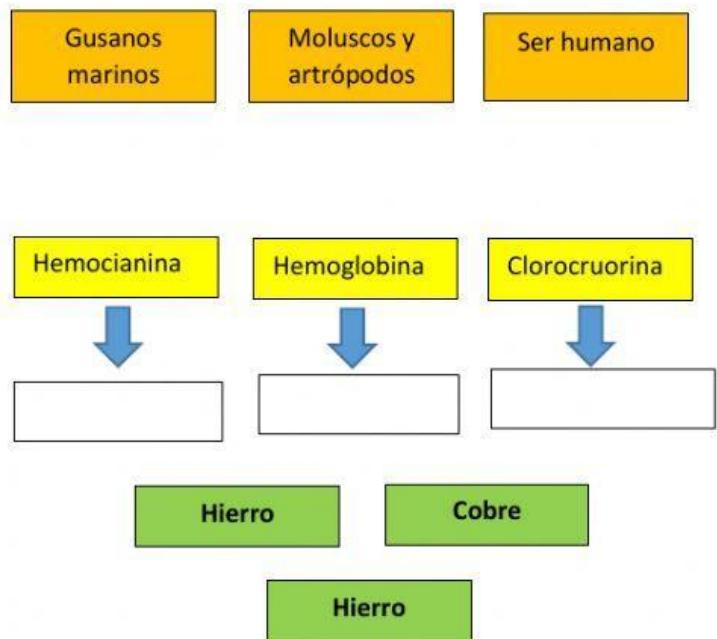 Gusanos
marinos
Moluscos y
artrópodos
Ser humano
Hemocianina
Hemoglobina
Clorocruorina
Hierro
Cobre
Hierro